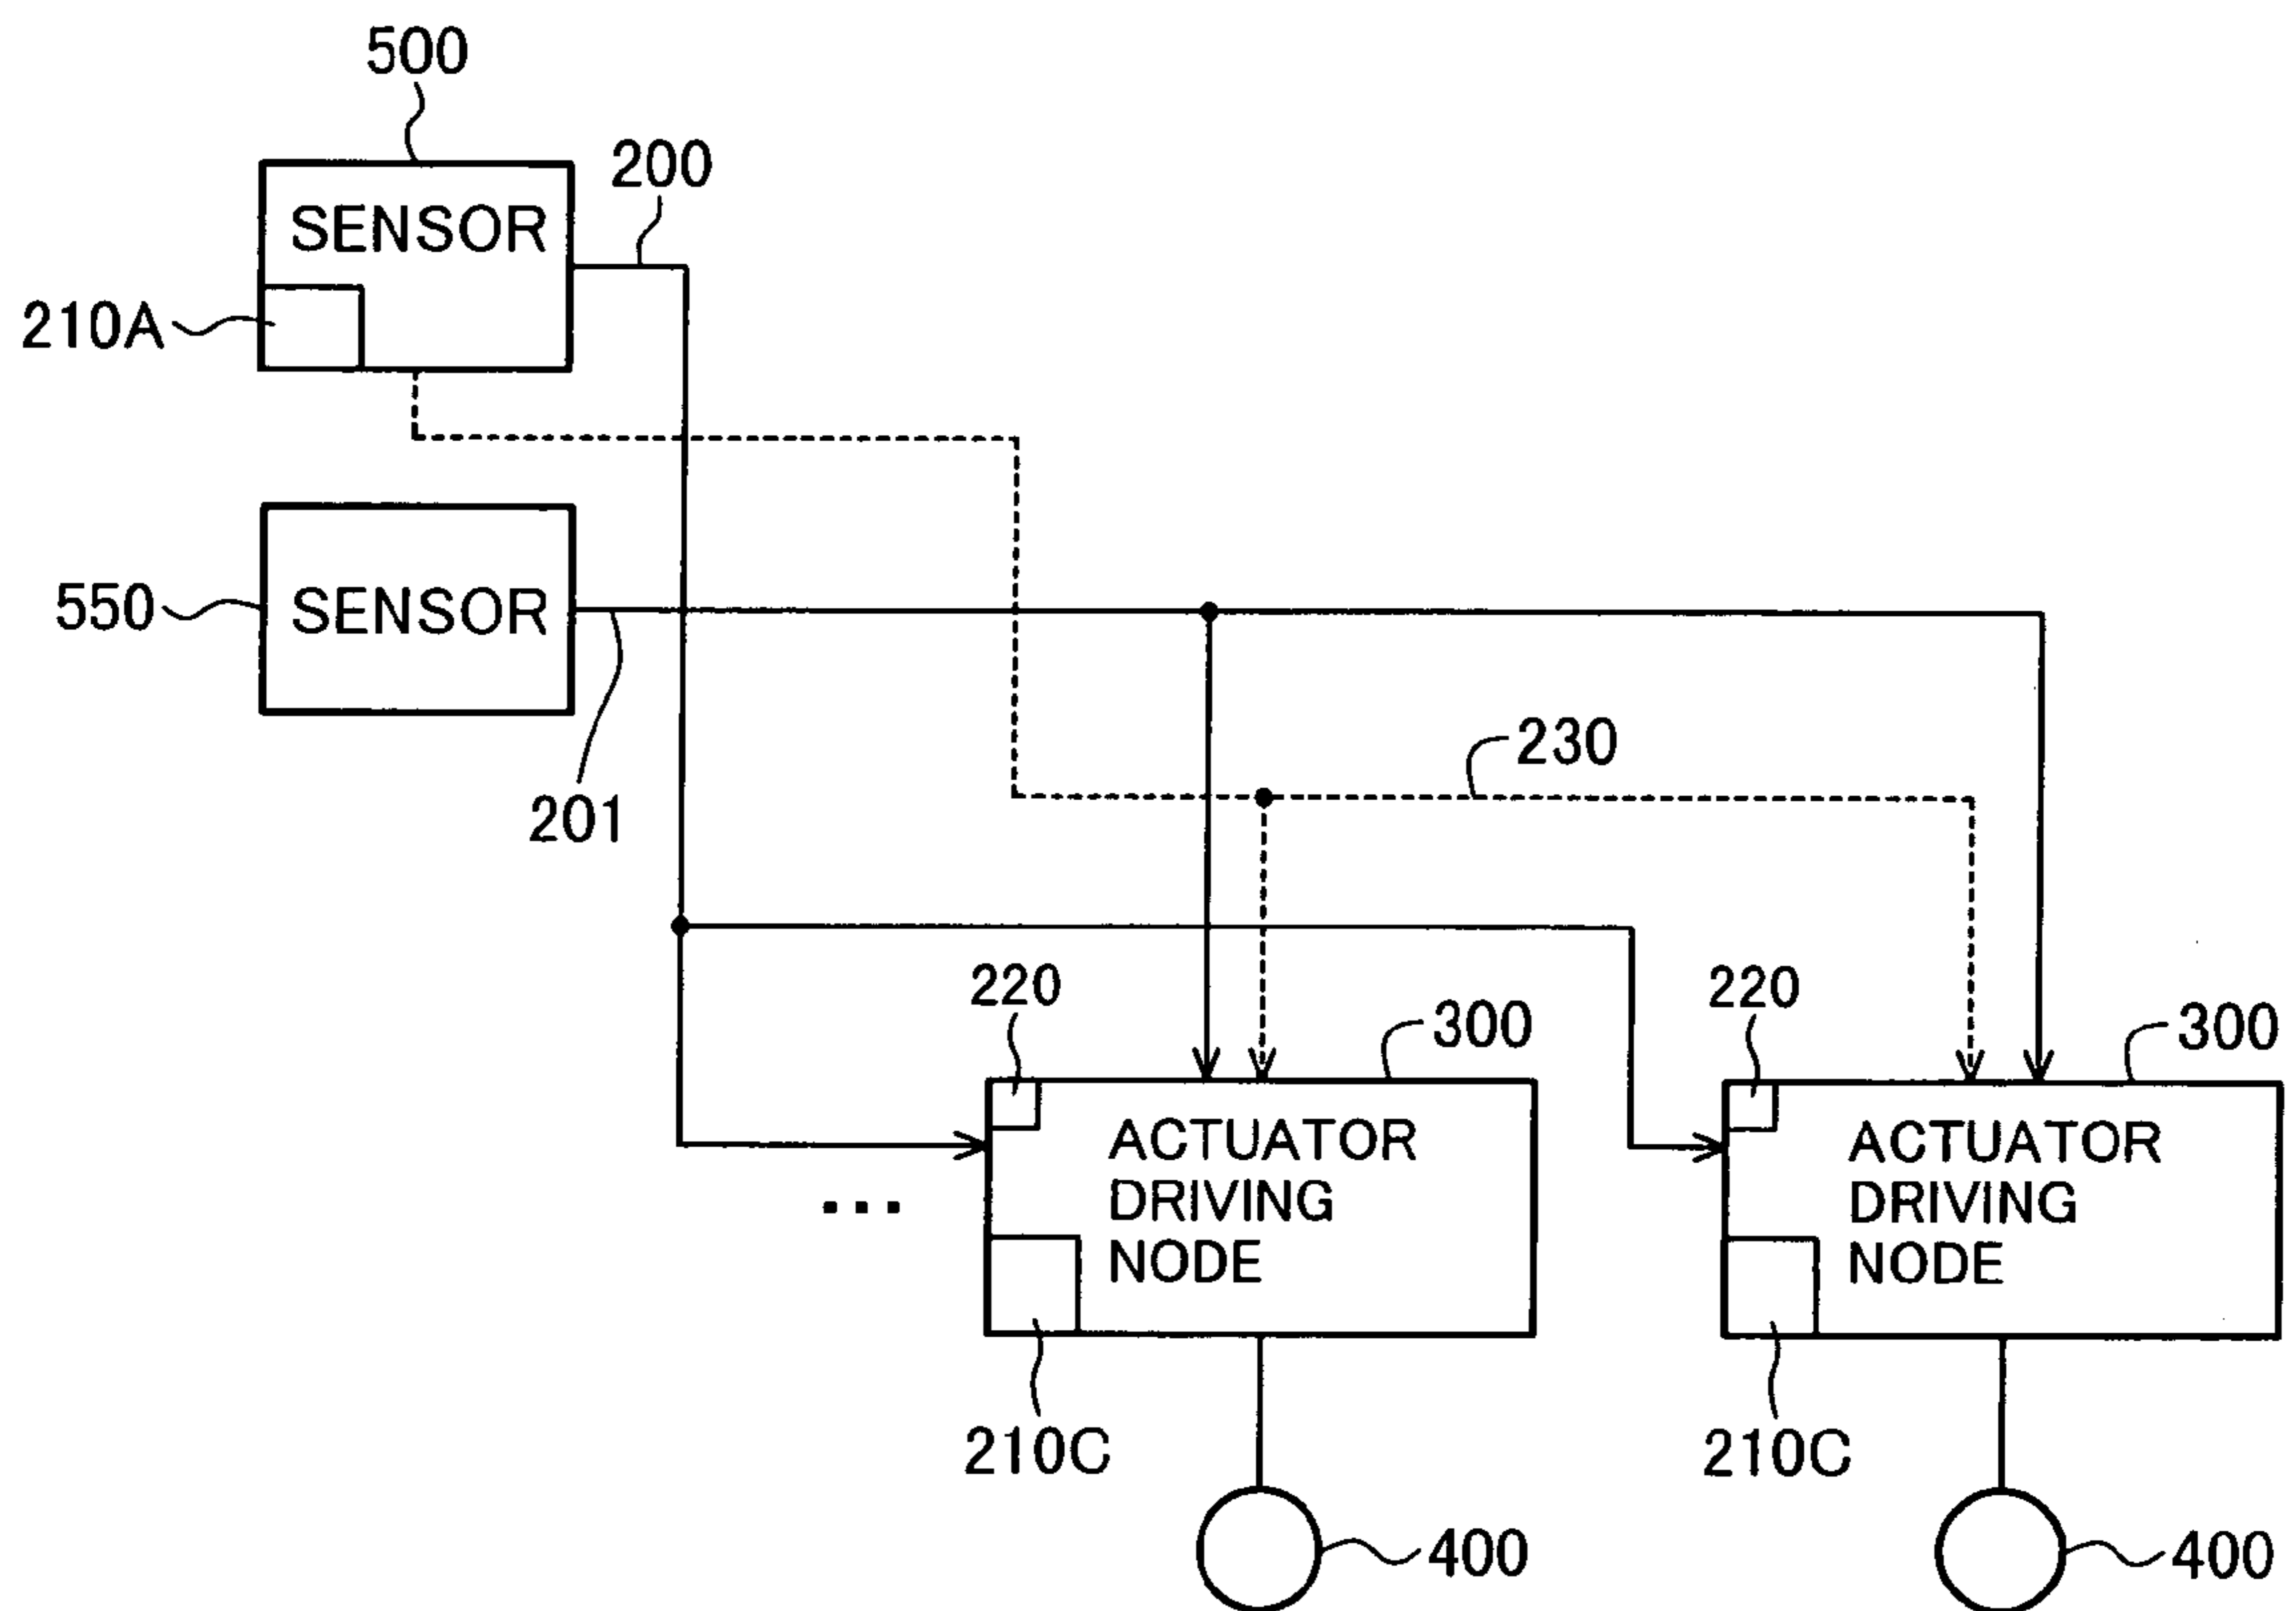 500
200
SENSOR
210A
550
SENSOR
201
230
220
300
220
300
ACTUATOR
DRIVING
NODE
ACTUATOR
DRIVING
NODE
...
210C
210C
400
400